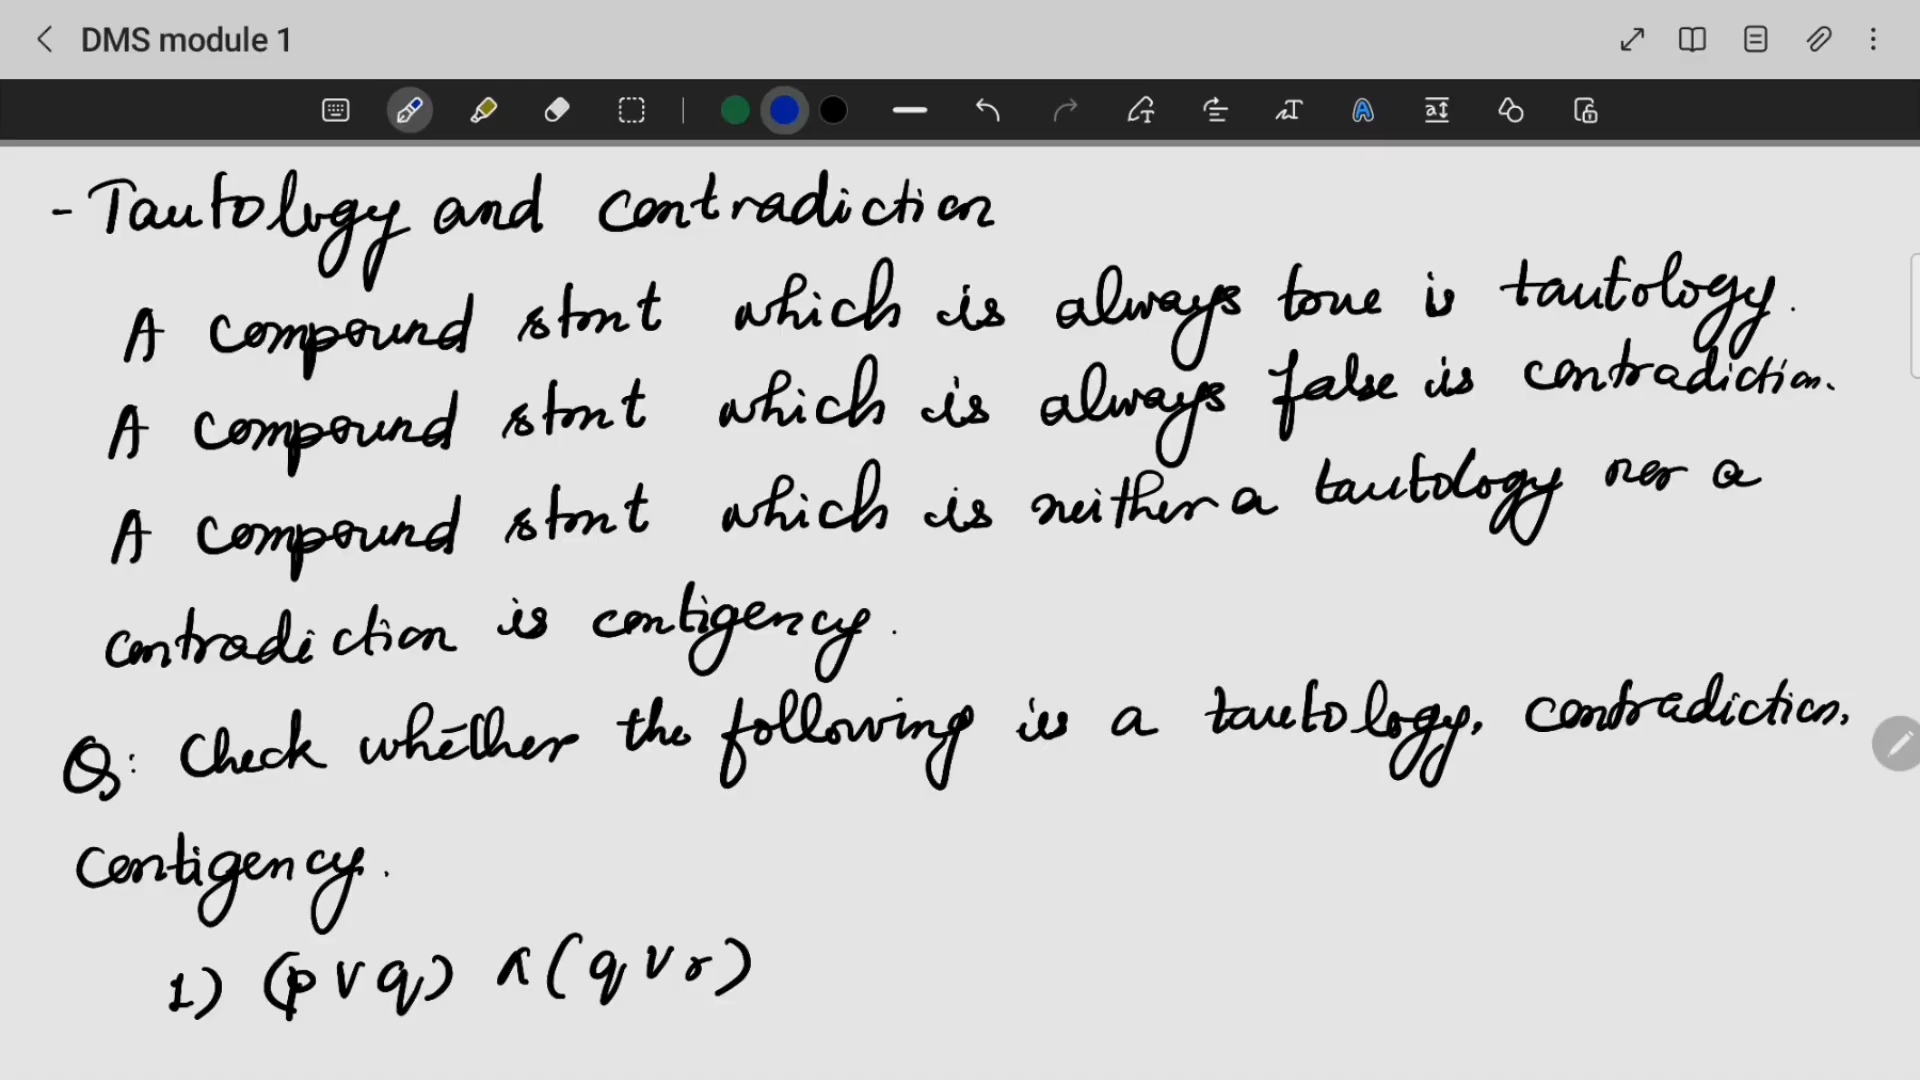 DMS module 1
- Tautology and contradiction
A compound stmt which is always true is tautology.
A compound stmt which is always false is contradiction.
A compound stmt which is neither a tautology nor a
contradiction is contigency.
Q: Check whether the following is a tautology, contradiction,
contigency.
1) (p ∨ q) ∧ (q ∨ r)